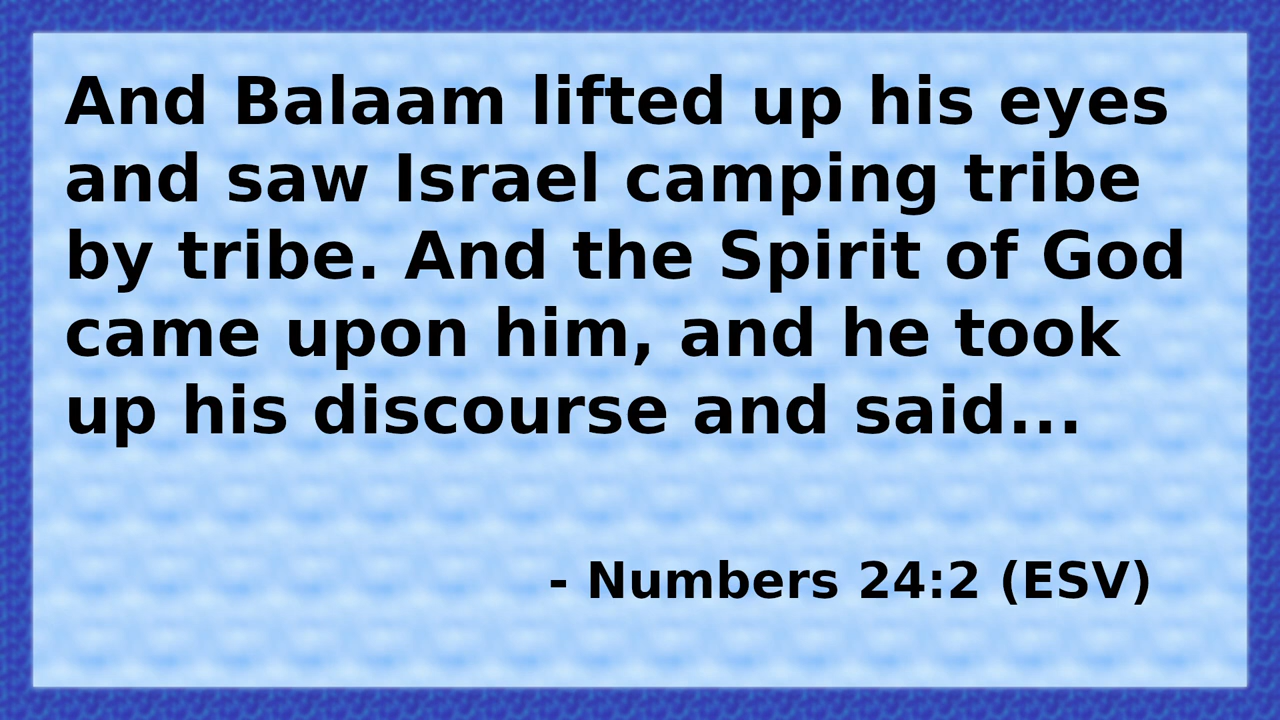 And Balaam lifted up his eyes
and saw Israel camping tribe
by tribe. And the Spirit of God
came upon him, and he took
up his discourse and said...
- Numbers 24:2 (ESV)